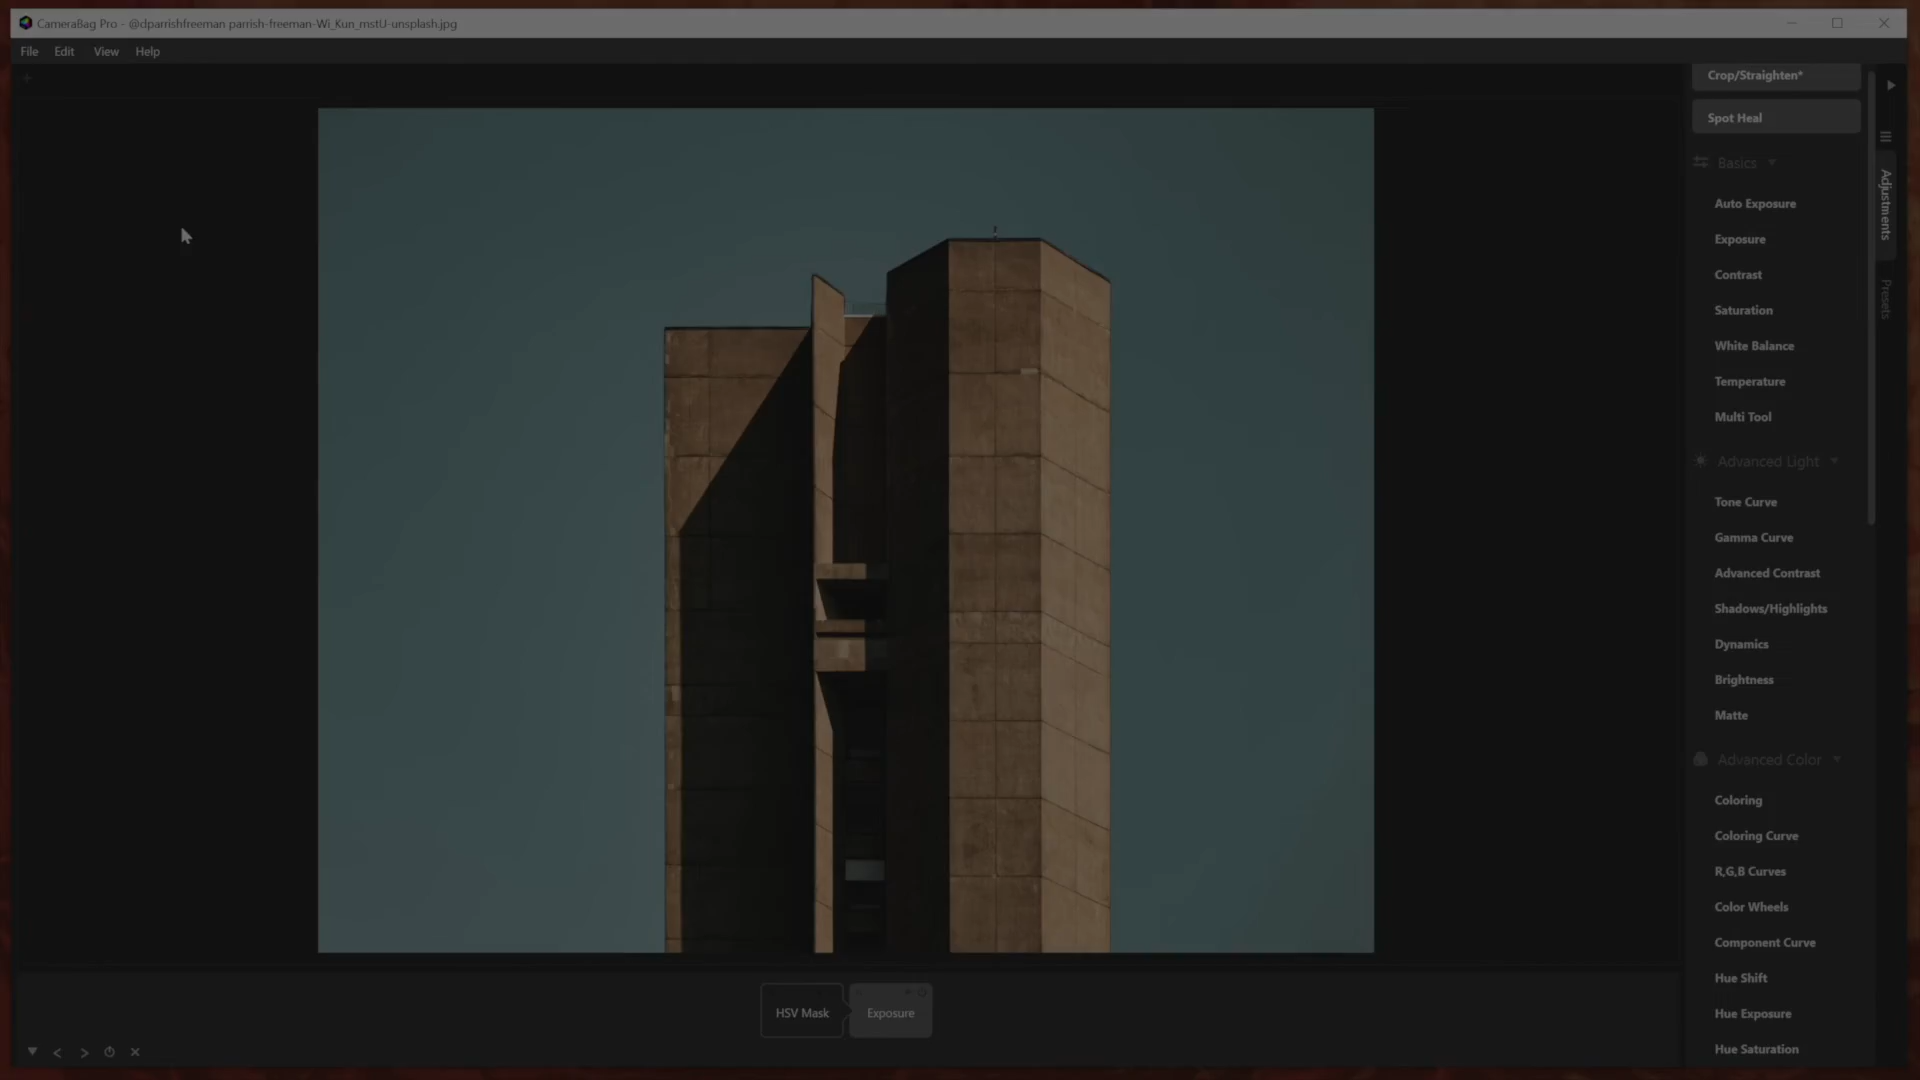 CameraBag Pro - @dparrishfreeman parrish-freeman-Wi_Kun_mstU-unsplash.jpg
File Edit View Help
Crop/Straighten*
Spot Heal
Basics
Auto Exposure
Exposure
Contrast
Saturation
White Balance
Temperature
Multi Tool
Advanced Light
Tone Curve
Gamma Curve
Advanced Contrast
Shadows/Highlights
Dynamics
Brightness
Matte
Advanced Color
Coloring
Coloring Curve
R,G,B Curves
Color Wheels
Component Curve
Hue Shift
Hue Exposure
Hue Saturation
Adjustments
Presets
HSV Mask
Exposure